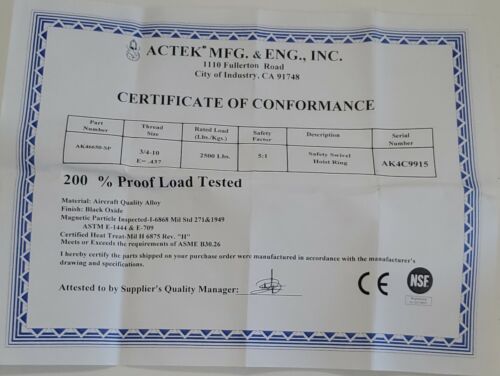 ACTEK® MFG. & ENG., INC.
1110 Fullerton Road
City of Industry, CA 91748
CERTIFICATE OF CONFORMANCE
Part Number Thread Size Rated Load (Lbs./Kgs.) Safety Factor Description Serial Number
AK46650-SP 3/4-10 E= .437 2500 Lbs. 5:1 Safety Swivel Hoist Ring AK4C9915
200 % Proof Load Tested
Material: Aircraft Quality Alloy
Finish: Black Oxide
Magnetic Particle Inspected-I-6868 Mil Std 271&1949
ASTM E-1444 & E-709
Certified Heat Treat-Mil H 6875 Rev. "H"
Meets or Exceeds the requirements of ASME B30.26
I hereby certify the parts shipped on your purchase order were manufactured in accordance with the manufacturer's
drawing and specifications.
Attested to by Supplier's Quality Manager:
CE
NSF